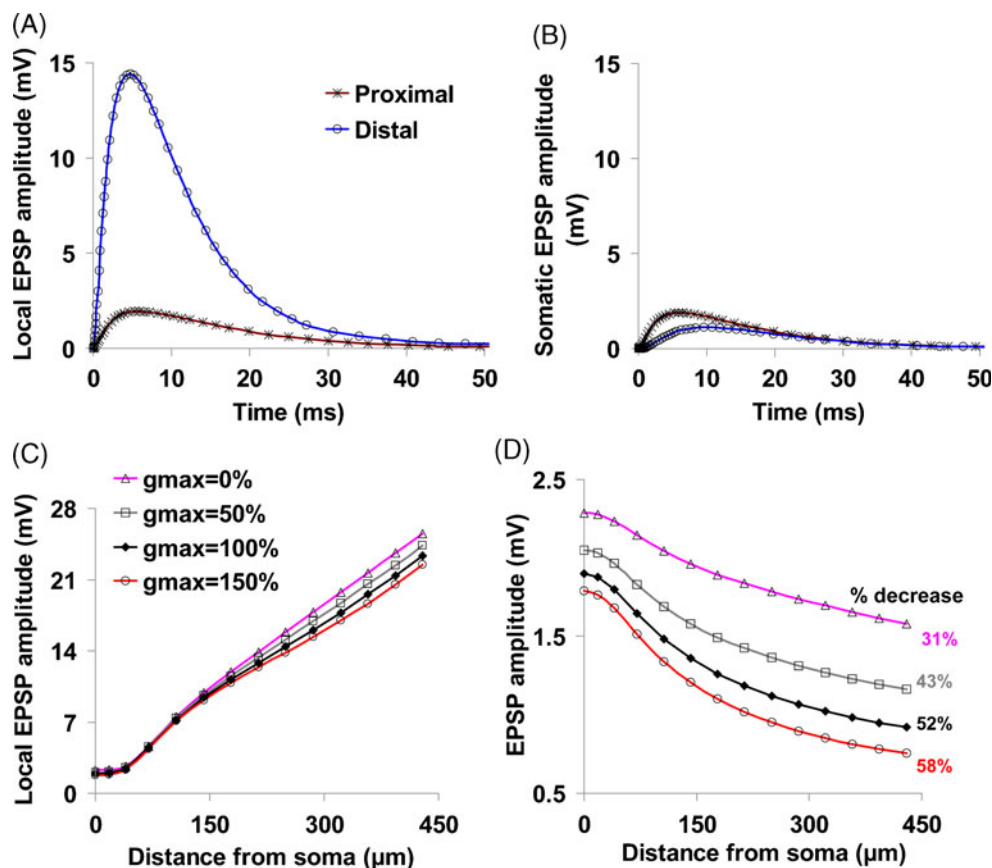 (A)
Local EPSP amplitude (mV)
15
10
5
0
Proximal
Distal
0 10 20 30 40 50
Time (ms)
(B)
Somatic EPSP amplitude
(mV)
15
10
5
0
0 10 20 30 40 50
Time (ms)
(C)
Local EPSP amplitude (mV)
28
21
14
7
0
gmax=0%
gmax=50%
gmax=100%
gmax=150%
0 150 300 450
Distance from soma (µm)
(D)
EPSP amplitude (mV)
2.5
1.5
0.5
% decrease
31%
43%
52%
58%
0 150 300 450
Distance from soma (µm)